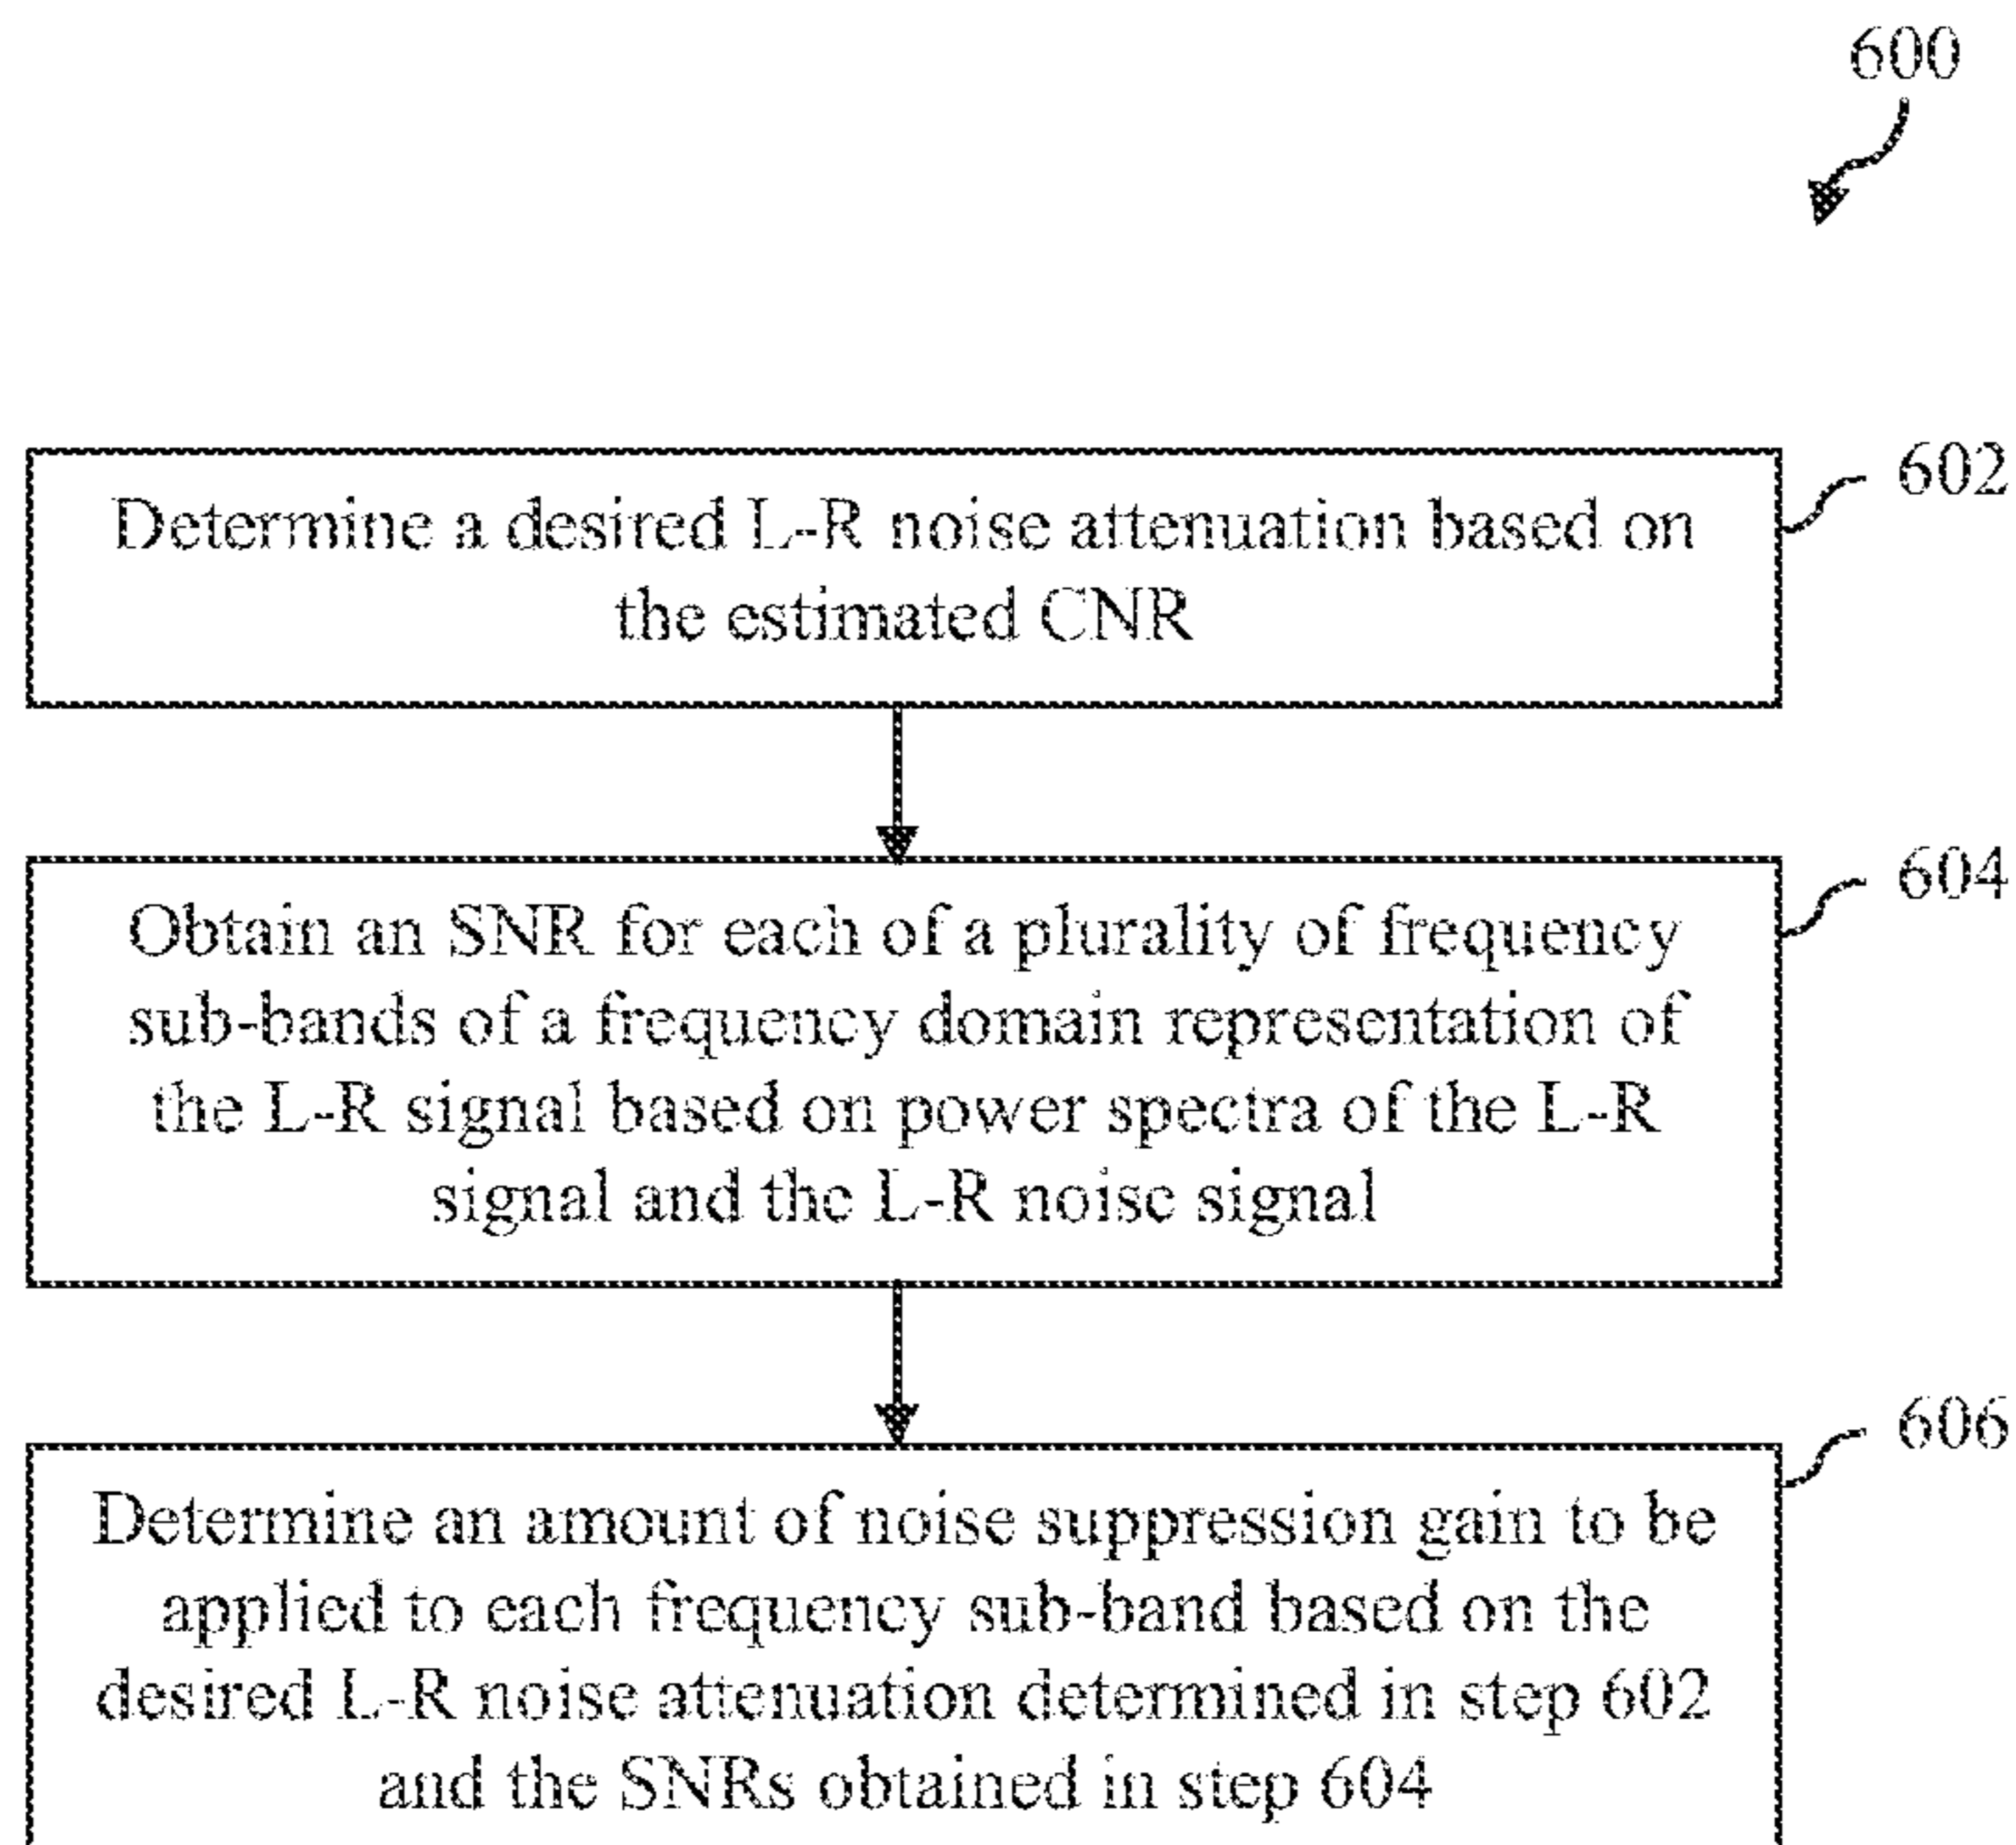 600
602
Determine a desired L-R noise attenuation based on
the estimated CNR
604
Obtain an SNR for each of a plurality of frequency
sub-bands of a frequency domain representation of
the L-R signal based on power spectra of the L-R
signal and the L-R noise signal
606
Determine an amount of noise suppression gain to be
applied to each frequency sub-band based on the
desired L-R noise attenuation determined in step 602
and the SNRs obtained in step 604